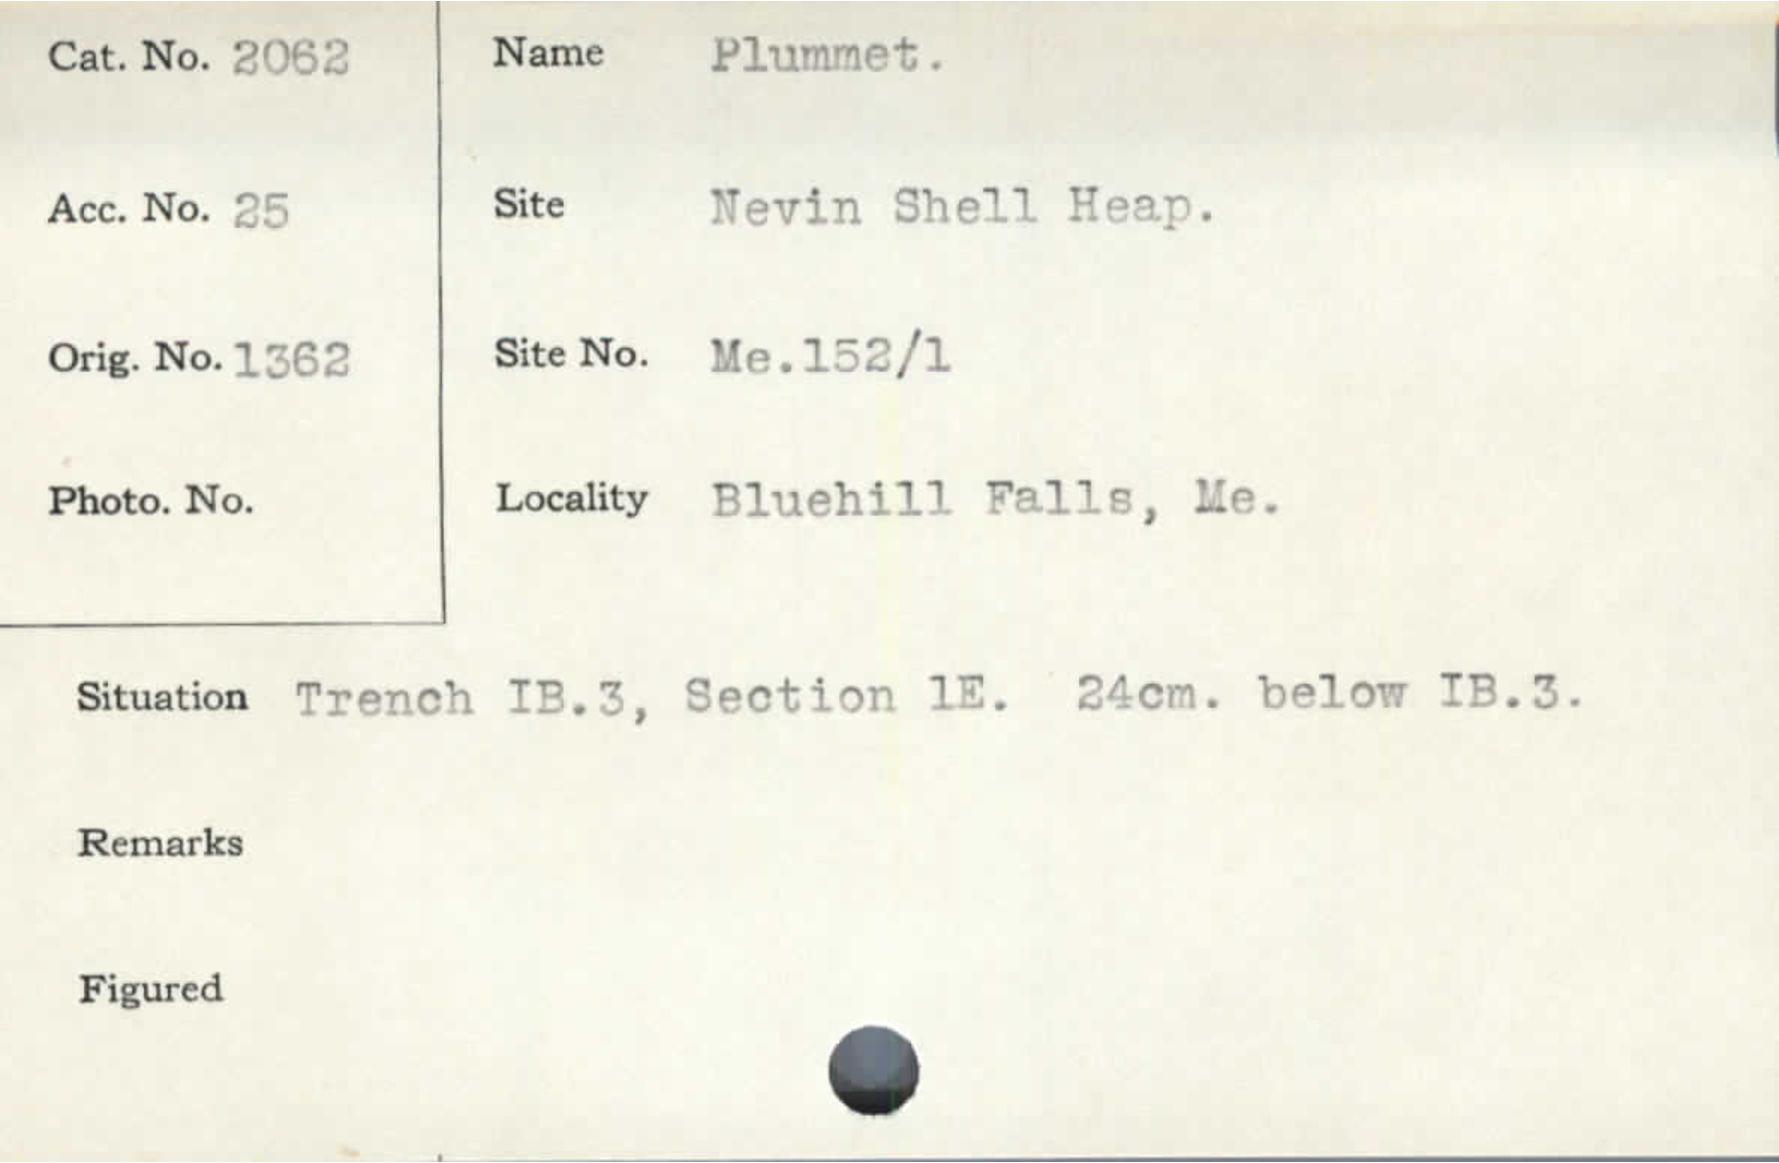 Cat. No. 2062
Name Plummet.
Acc. No. 25
Site Nevin Shell Heap.
Orig. No. 1362
Site No. Me.152/1
Photo. No.
Locality Bluehill Falls, Me.
Situation Trench IB.3, Section 1E. 24cm. below IB.3.
Remarks
Figured